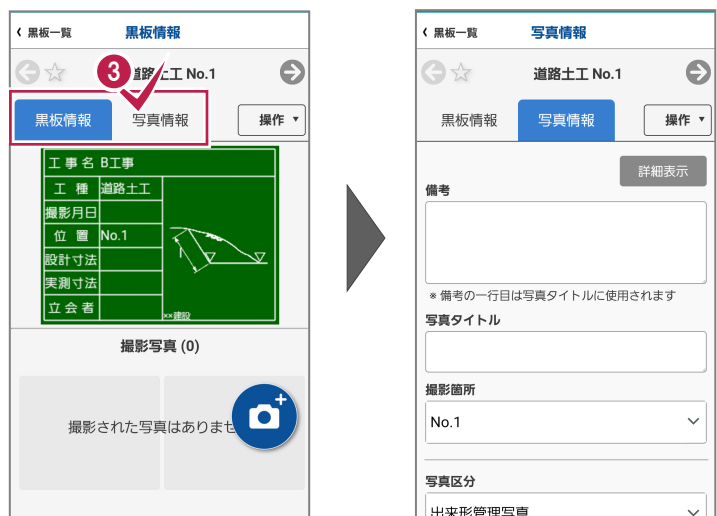 黒板一覧 黒板情報
3 道路土工 No.1
黒板情報 写真情報 操作
工事名 B工事
工種 道路土工
撮影月日
位置 No.1
設計寸法
実測寸法
立会者
××建設
撮影写真 (0)
撮影された写真はありませ
黒板一覧 写真情報
道路土工 No.1
黒板情報 写真情報 操作
詳細表示
備考
※ 備考の一行目は写真タイトルに使用されます
写真タイトル
撮影箇所
No.1
写真区分
出来形管理写真